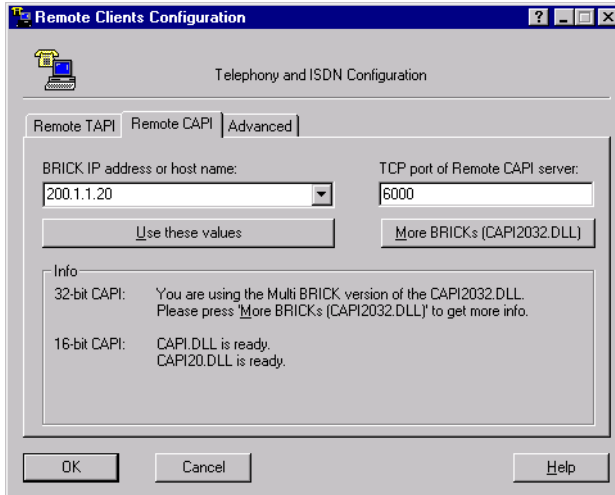 Remote Clients Configuration
Telephony and ISDN Configuration
Remote TAPI Remote CAPI Advanced
BRICK IP address or host name: TCP port of Remote CAPI server:
200.1.1.20 6000
Use these values More BRICKs (CAPI2032.DLL)
Info
32-bit CAPI: You are using the Multi BRICK version of the CAPI2032.DLL.
Please press 'More BRICKs (CAPI2032.DLL)' to get more info.
16-bit CAPI: CAPI.DLL is ready.
CAPI20.DLL is ready.
OK Cancel Help